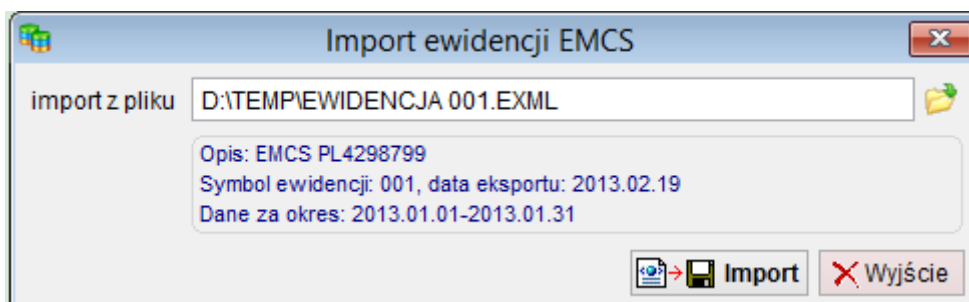 Import ewidencji EMCS
import z pliku D:\TEMP\EWIDENCJA 001.EXML
Opis: EMCS PL4298799
Symbol ewidencji: 001, data eksportu: 2013.02.19
Dane za okres: 2013.01.01-2013.01.31
Import Wyjście